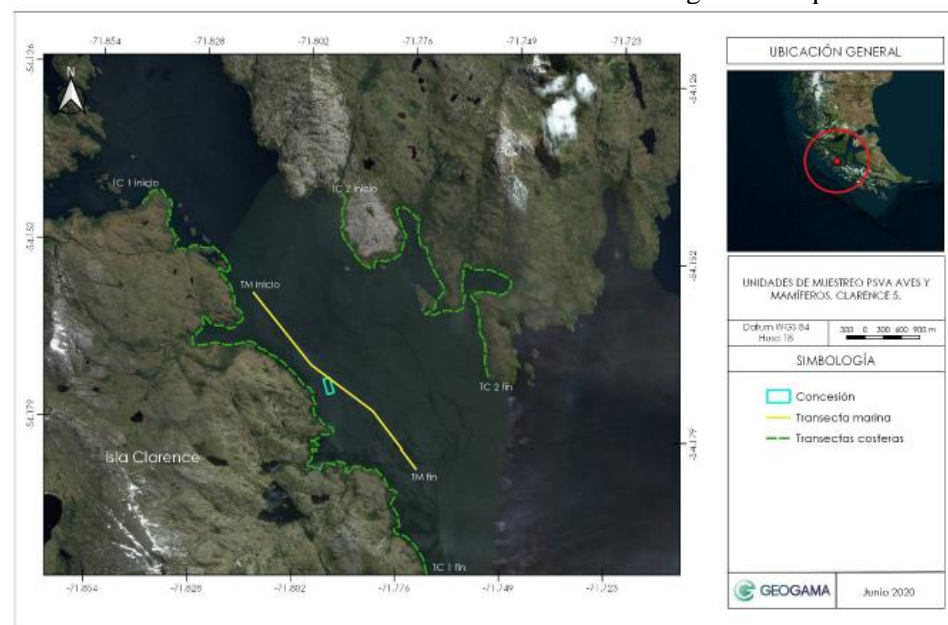 -71.854 -71.828 -71.802 -71.776 -71.749 -71.723
-54.126
-54.126
N
TC 1 inicio
TC 2 inicio
-54.152
-54.152
TM inicio
TC 2 fin
-54.179
-54.179
Isla Clarence
TM fin
TC 1 fin
-71.854 -71.828 -71.802 -71.776 -71.749 -71.723
UBICACIÓN GENERAL
UNIDADES DE MUESTREO PSVA AVES Y
MAMÍFEROS, CLARENCE 5.
Datum WGS 84
Huso 18
300 0 300 600 900 m
SIMBOLOGÍA
Concesión
Transecta marina
Transectas costeras
GEOGAMA
Junio 2020